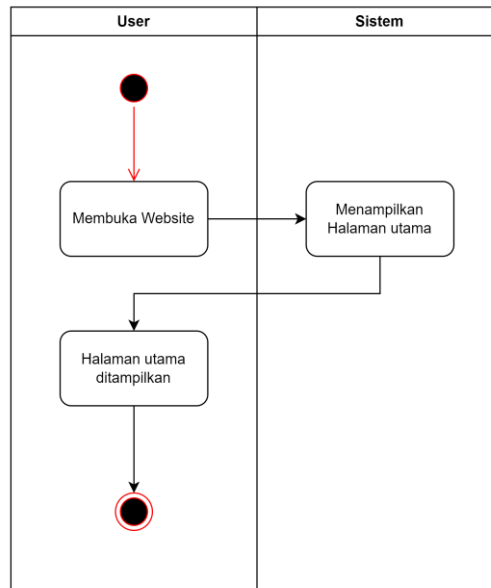 User
Sistem
Membuka Website
Menampilkan
Halaman utama
Halaman utama
ditampilkan